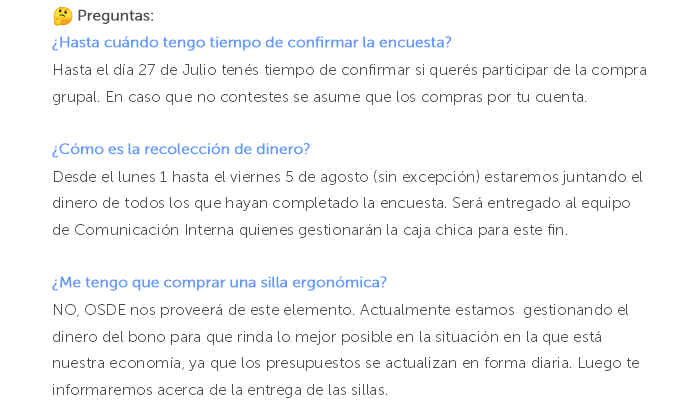 🤔 Preguntas:
¿Hasta cuándo tengo tiempo de confirmar la encuesta?
Hasta el día 27 de Julio tenés tiempo de confirmar si querés participar de la compra
grupal. En caso que no contestes se asume que los compras por tu cuenta.
¿Cómo es la recolección de dinero?
Desde el lunes 1 hasta el viernes 5 de agosto (sin excepción) estaremos juntando el
dinero de todos los que hayan completado la encuesta. Será entregado al equipo
de Comunicación Interna quienes gestionarán la caja chica para este fin.
¿Me tengo que comprar una silla ergonómica?
NO, OSDE nos proveerá de este elemento. Actualmente estamos  gestionando el
dinero del bono para que rinda lo mejor posible en la situación en la que está
nuestra economía, ya que los presupuestos se actualizan en forma diaria. Luego te
informaremos acerca de la entrega de las sillas.